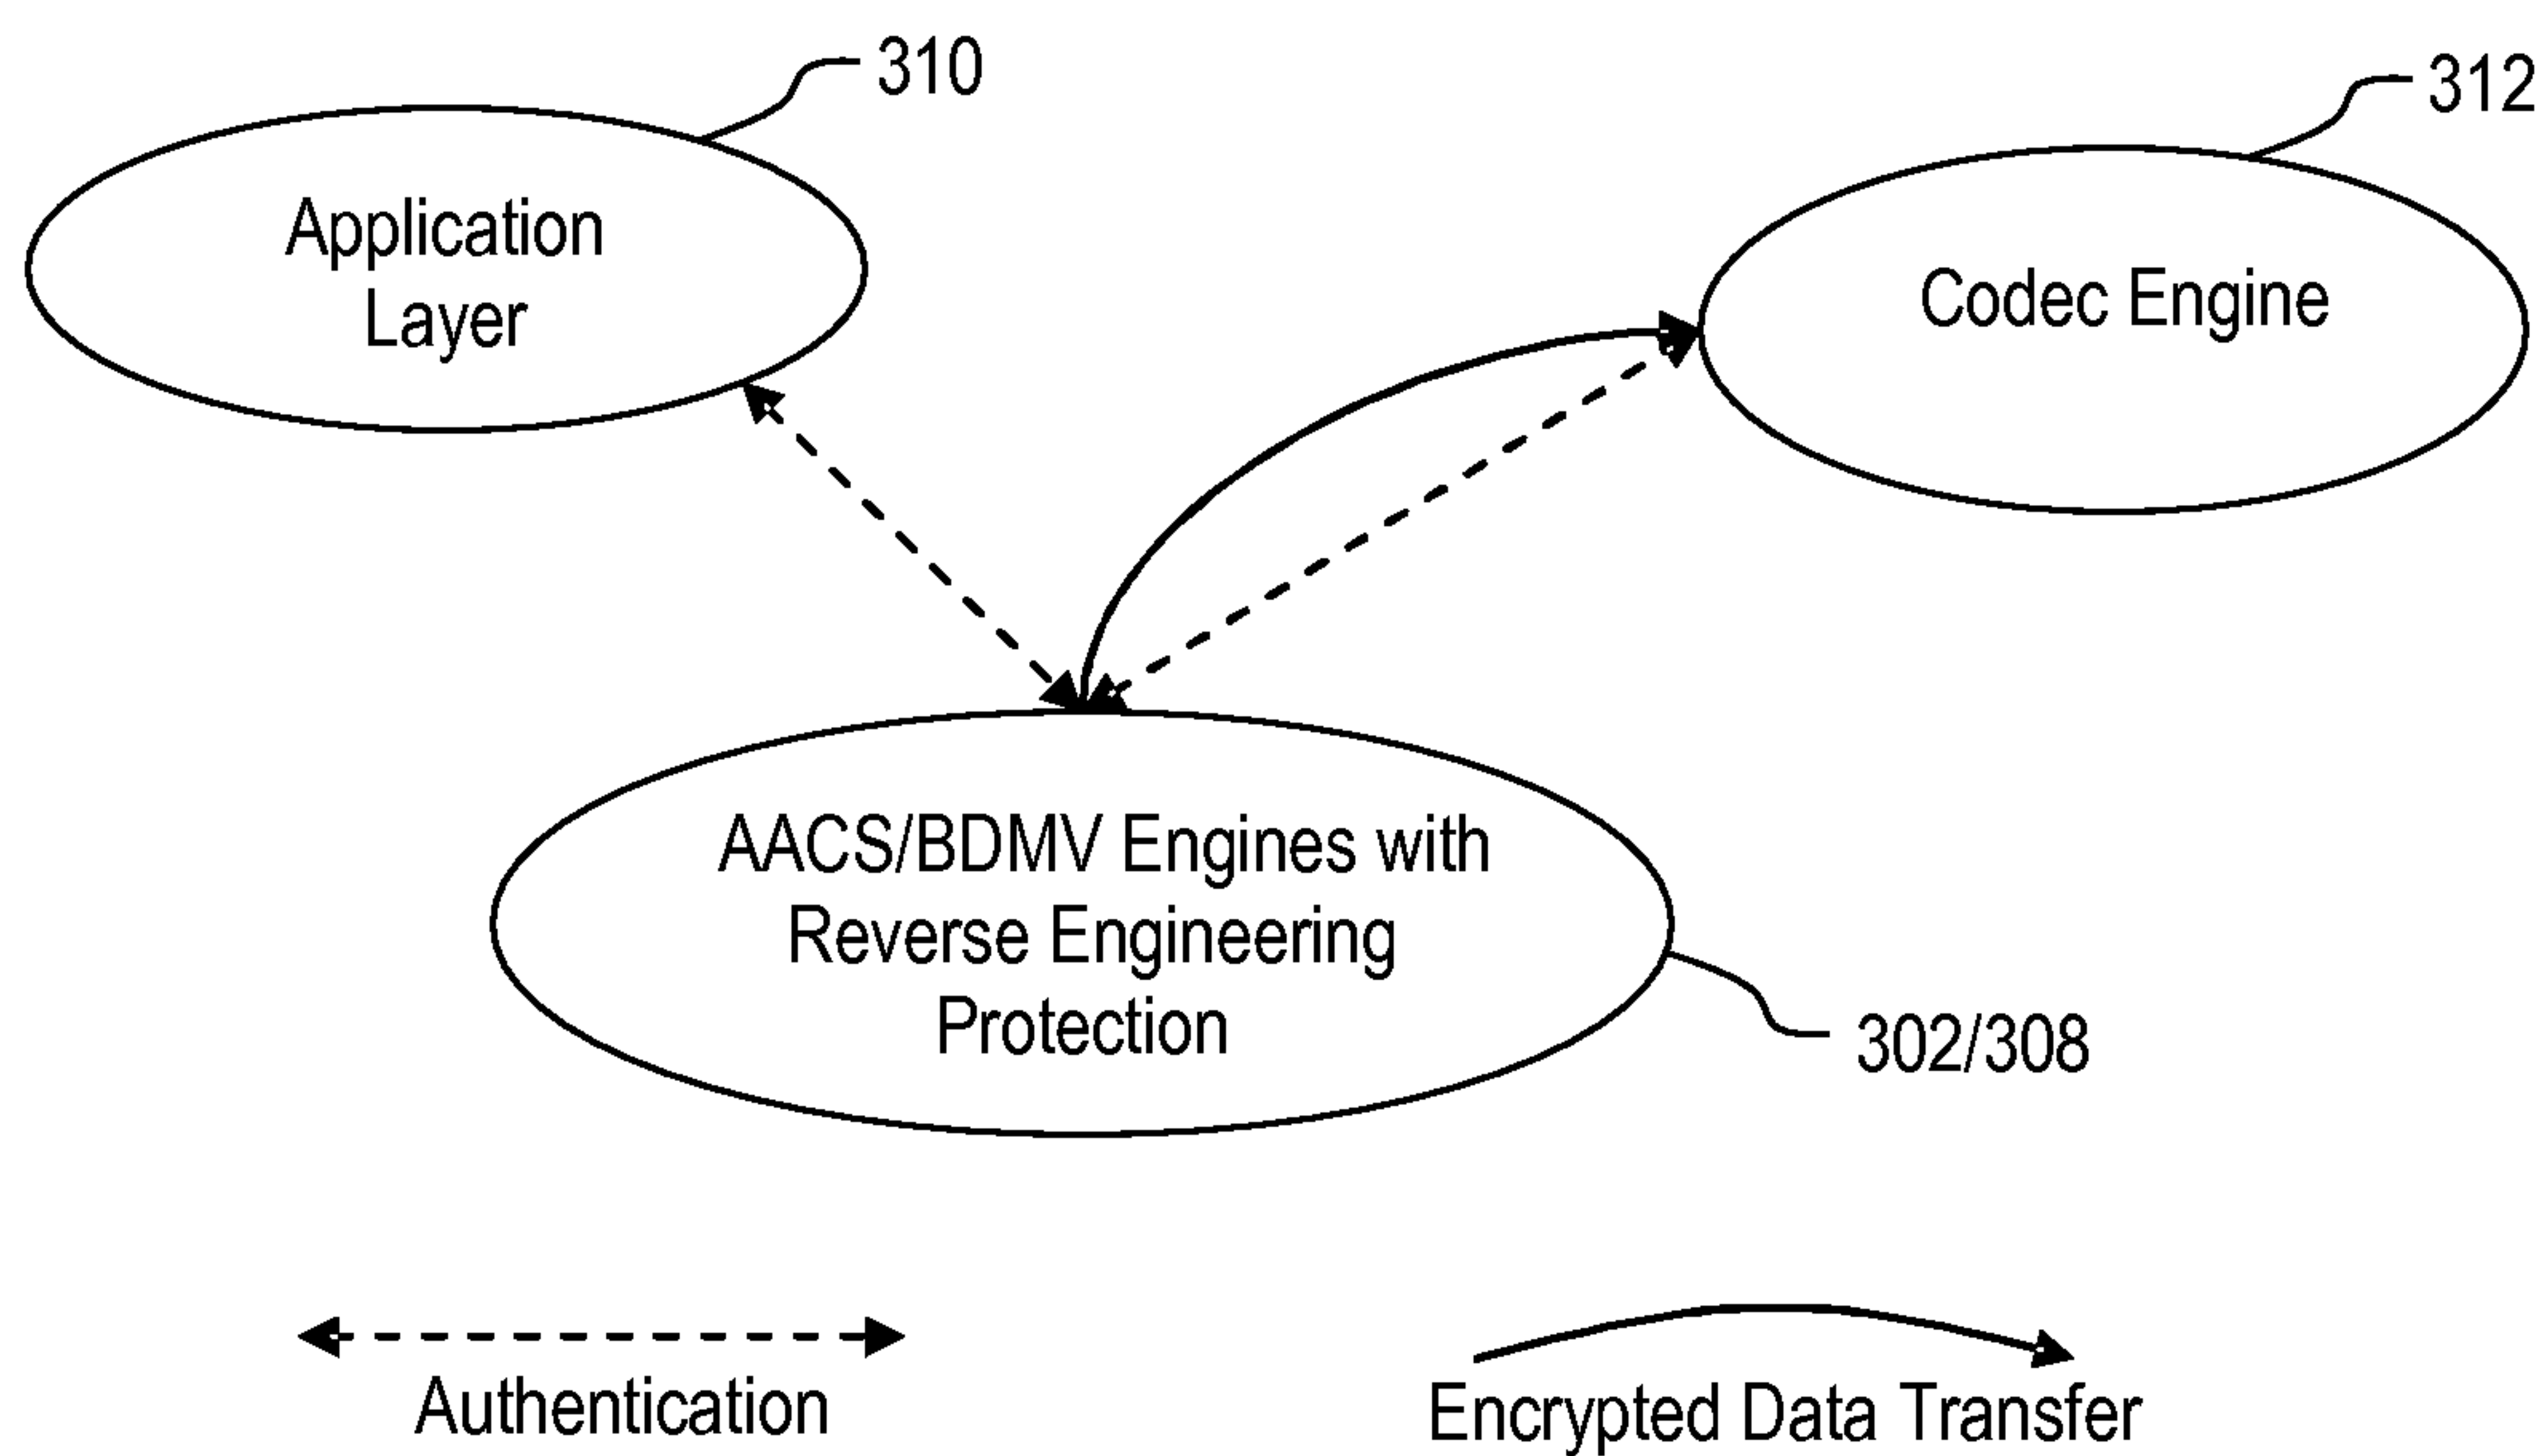 310
312
Application
Layer
Codec Engine
AACS/BDMV Engines with
Reverse Engineering
Protection
302/308
Authentication
Encrypted Data Transfer